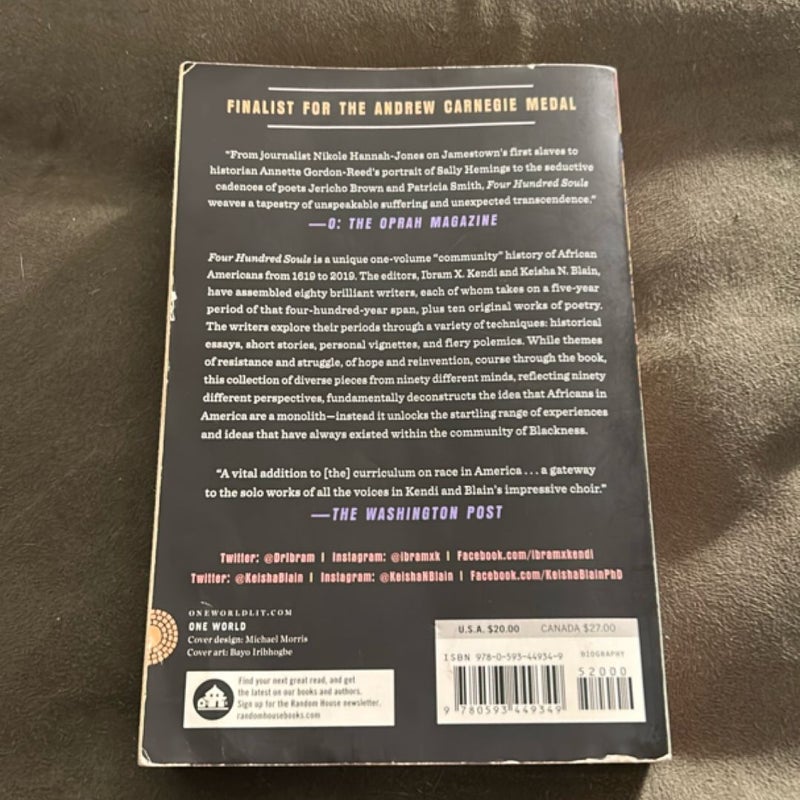 FINALIST FOR THE ANDREW CARNEGIE MEDAL
"From journalist Nikole Hannah-Jones on Jamestown's first slaves to
historian Annette Gordon-Reed's portrait of Sally Hemings to the seductive
cadences of poets Jericho Brown and Patricia Smith, Four Hundred Souls
weaves a tapestry of unspeakable suffering and unexpected transcendence."
—O: THE OPRAH MAGAZINE
Four Hundred Souls is a unique one-volume "community" history of African
Americans from 1619 to 2019. The editors, Ibram X. Kendi and Keisha N. Blain,
have assembled eighty brilliant writers, each of whom takes on a five-year
period of that four-hundred-year span, plus ten original works of poetry.
The writers explore their periods through a variety of techniques: historical
essays, short stories, personal vignettes, and fiery polemics. While themes
of resistance and struggle, of hope and reinvention, course through the book,
this collection of diverse pieces from ninety different minds, reflecting ninety
different perspectives, fundamentally deconstructs the idea that Africans in
America are a monolith—instead it unlocks the startling range of experiences
and ideas that have always existed within the community of Blackness.
"A vital addition to [the] curriculum on race in America . . . a gateway
to the solo works of all the voices in Kendi and Blain's impressive choir."
—THE WASHINGTON POST
Twitter: @DrIbram | Instagram: @ibramxk | Facebook.com/ibramxkendi
Twitter: @KeishaBlain | Instagram: @KeishaNBlain | Facebook.com/KeishaBlainPhD
ONEWORLDLIT.COM
ONE WORLD
Cover design: Michael Morris
Cover art: Bayo Iribhogbe
Find your next great read, and get
the latest on our books and authors.
Sign up for the Random House newsletter.
randomhousebooks.com
U.S.A. $20.00 CANADA $27.00
ISBN 978-0-593-44934-9 BIOGRAPHY
52000
9 780593 449349